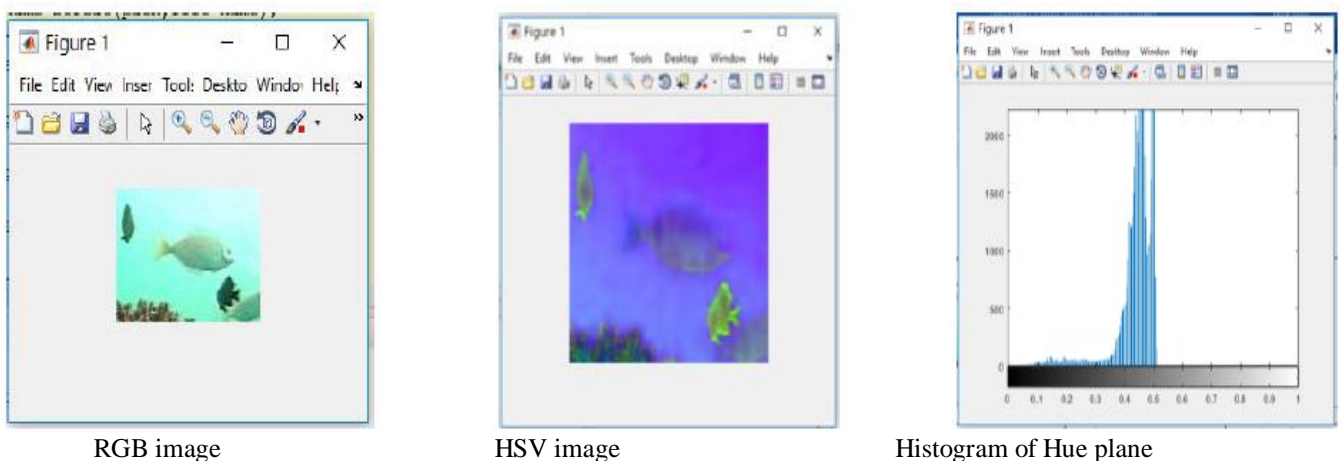 Figure 1
File Edit View Inser Tools Deskto Windo Help
Figure 1
File Edit View Insert Tools Desktop Window Help
Figure 1
File Edit View Insert Tools Desktop Window Help
2000
1500
1000
500
0
0 0.1 0.2 0.3 0.4 0.5 0.6 0.7 0.8 0.9 1
RGB image HSV image Histogram of Hue plane